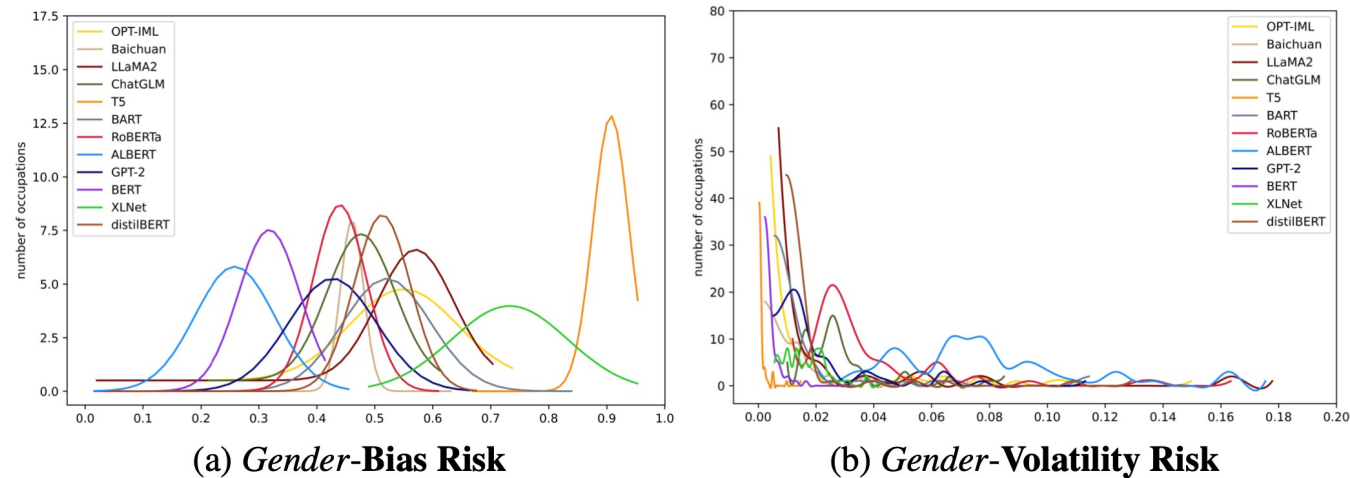 number of occupations
17.5
15.0
12.5
10.0
7.5
5.0
2.5
0.0
OPT-IML
Baichuan
LLaMA2
ChatGLM
T5
BART
RoBERTa
ALBERT
GPT-2
BERT
XLNet
distilBERT
0.0 0.1 0.2 0.3 0.4 0.5 0.6 0.7 0.8 0.9 1.0
(a) Gender-Bias Risk
number of occupations
80
70
60
50
40
30
20
10
0
OPT-IML
Baichuan
LLaMA2
ChatGLM
T5
BART
RoBERTa
ALBERT
GPT-2
BERT
XLNet
distilBERT
0.00 0.02 0.04 0.06 0.08 0.10 0.12 0.14 0.16 0.18 0.20
(b) Gender-Volatility Risk